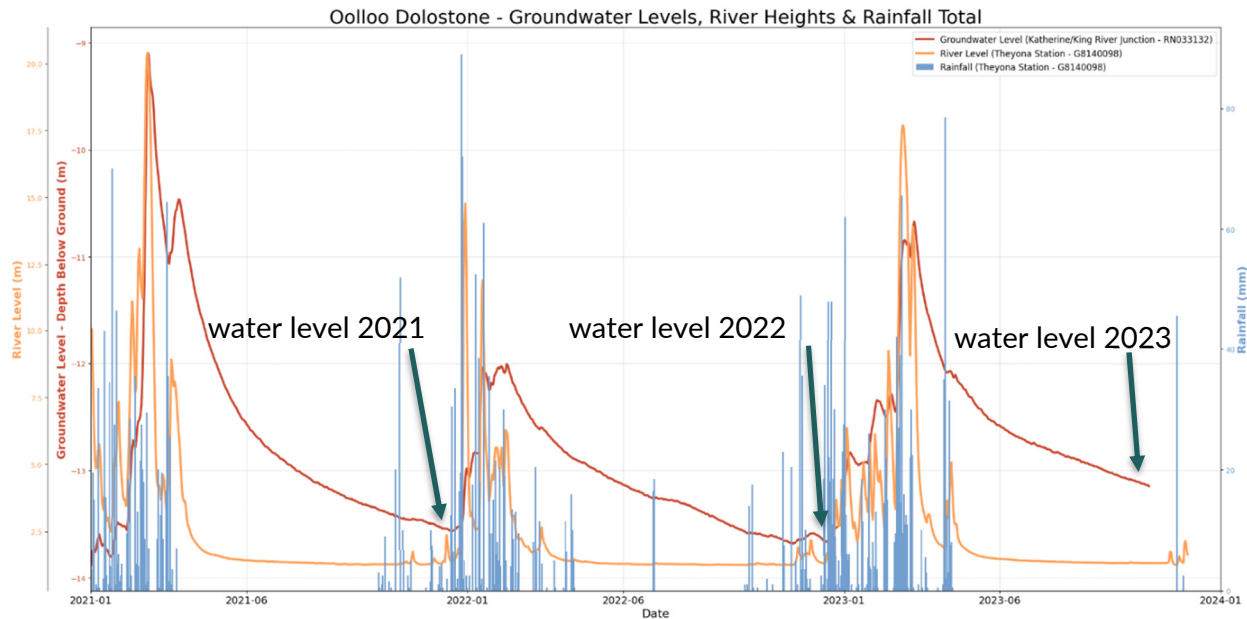 Oolloo Dolostone - Groundwater Levels, River Heights & Rainfall Total
Groundwater Level (Katherine/King River Junction - RN033132)
River Level (Theyona Station - G8140098)
Rainfall (Theyona Station - G8140098)
River Level (m)
20.0
17.5
15.0
12.5
10.0
7.5
5.0
2.5
Groundwater Level - Depth Below Ground (m)
−9
−10
−11
−12
−13
−14
water level 2021
water level 2022
water level 2023
80
60
40
20
0
Rainfall (mm)
2021-01
2021-06
2022-01
2022-06
2023-01
2023-06
2024-01
Date